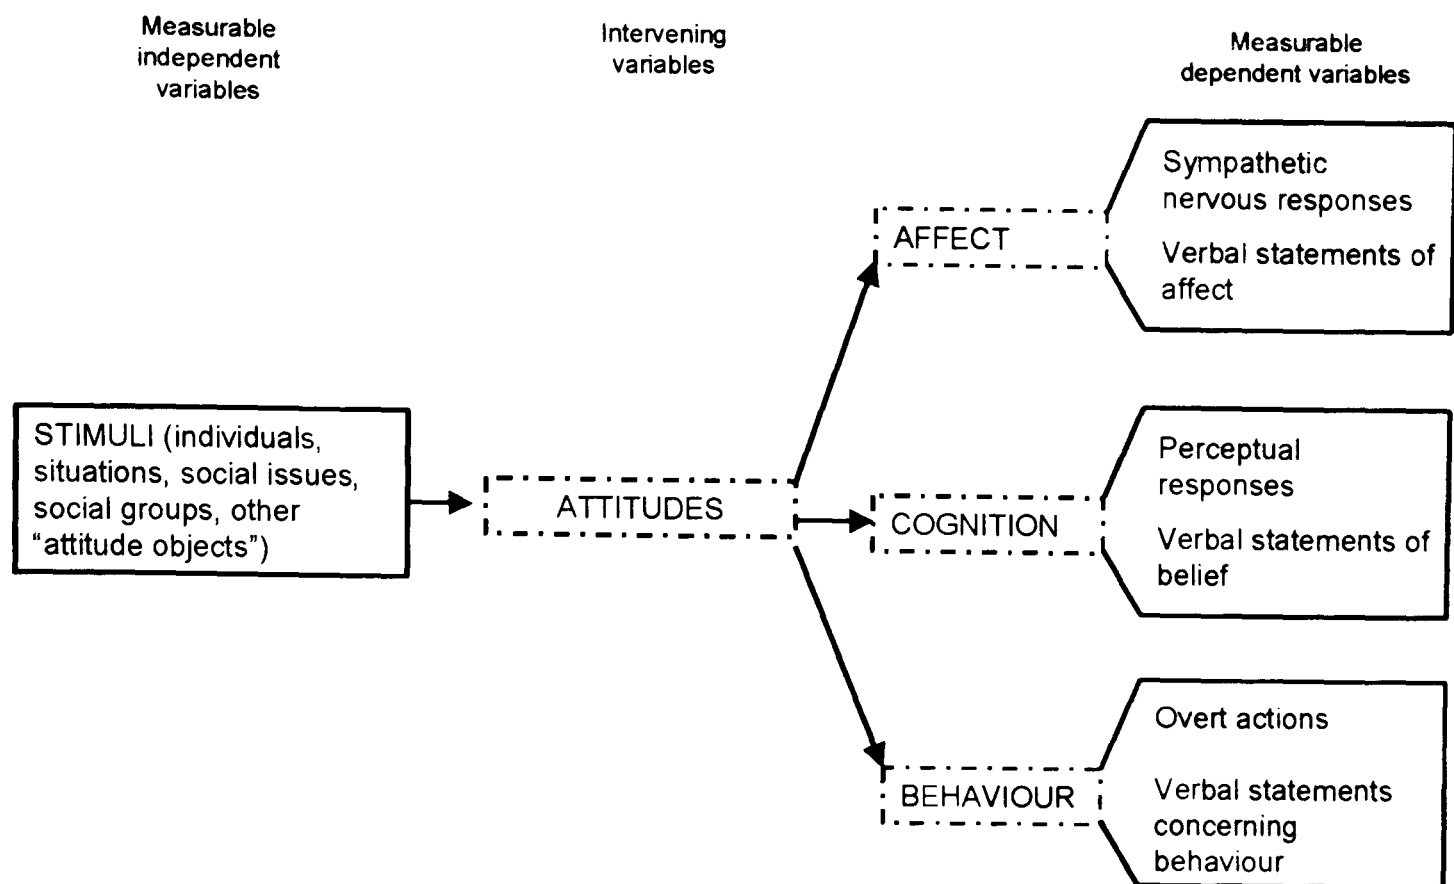 Measurable
independent
variables
Intervening
variables
Measurable
dependent variables
Sympathetic
nervous responses
Verbal statements of
affect
AFFECT
STIMULI (individuals,
situations, social issues,
social groups, other
“attitude objects”)
ATTITUDES
COGNITION
Perceptual
responses
Verbal statements of
belief
BEHAVIOUR
Overt actions
Verbal statements
concerning
behaviour